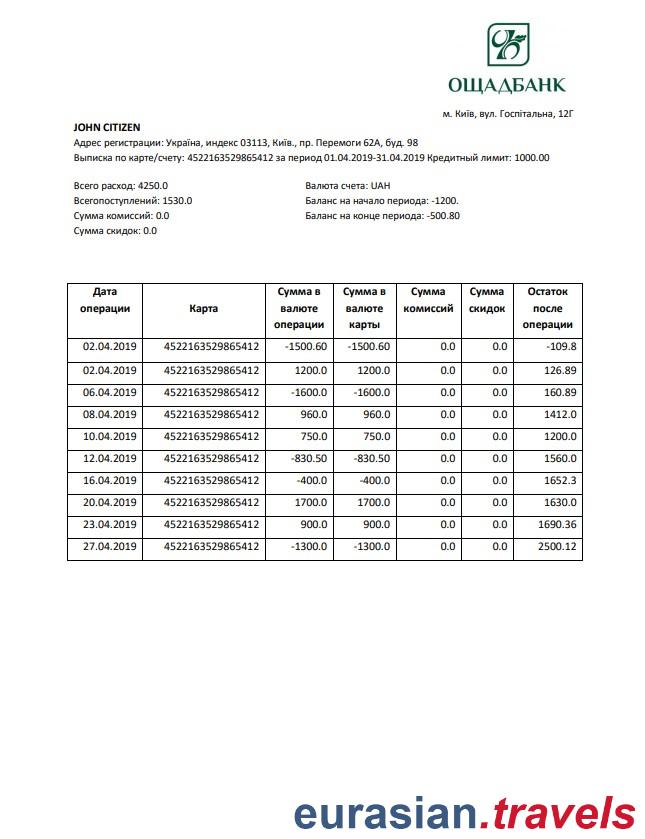 ОЩАДБАНК
м. Київ, вул. Госпітальна, 12Г
JOHN CITIZEN
Адрес регистрации: Україна, индекс 03113, Київ., пр. Перемоги 62А, буд. 98
Выписка по карте/счету: 4522163529865412 за период 01.04.2019-31.04.2019 Кредитный лимит: 1000.00
Всего расход: 4250.0 Валюта счета: UAH
Всегопоступлений: 1530.0 Баланс на начало периода: -1200.
Сумма комиссий: 0.0 Баланс на конце периода: -500.80
Сумма скидок: 0.0
Дата операции Карта Сумма в валюте операции Сумма в валюте карты Сумма комиссий Сумма скидок Остаток после операции
02.04.2019 4522163529865412 -1500.60 -1500.60 0.0 0.0 -109.8
02.04.2019 4522163529865412 1200.0 1200.0 0.0 0.0 126.89
06.04.2019 4522163529865412 -1600.0 -1600.0 0.0 0.0 160.89
08.04.2019 4522163529865412 960.0 960.0 0.0 0.0 1412.0
10.04.2019 4522163529865412 750.0 750.0 0.0 0.0 1200.0
12.04.2019 4522163529865412 -830.50 -830.50 0.0 0.0 1560.0
16.04.2019 4522163529865412 -400.0 -400.0 0.0 0.0 1652.3
20.04.2019 4522163529865412 1700.0 1700.0 0.0 0.0 1630.0
23.04.2019 4522163529865412 900.0 900.0 0.0 0.0 1690.36
27.04.2019 4522163529865412 -1300.0 -1300.0 0.0 0.0 2500.12
eurasian.travels